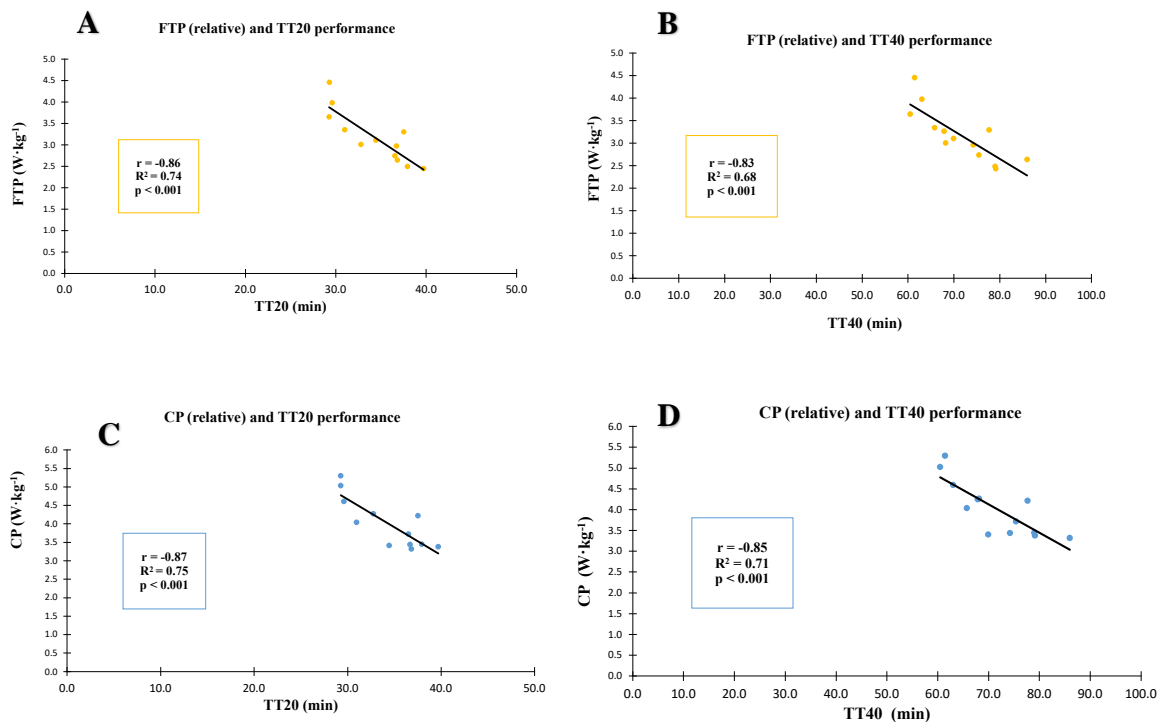 A
FTP (relative) and TT20 performance
5.0
4.5
4.0
3.5
3.0
2.5
2.0
1.5
1.0
0.5
0.0
FTP (W·kg⁻¹)
r = -0.86
R² = 0.74
p < 0.001
0.0 10.0 20.0 30.0 40.0 50.0
TT20 (min)
B
FTP (relative) and TT40 performance
5.0
4.5
4.0
3.5
3.0
2.5
2.0
1.5
1.0
0.5
0.0
FTP (W·kg⁻¹)
r = -0.83
R² = 0.68
p < 0.001
0.0 10.0 20.0 30.0 40.0 50.0 60.0 70.0 80.0 90.0 100.0
TT40 (min)
C
CP (relative) and TT20 performance
6.0
5.5
5.0
4.5
4.0
3.5
3.0
2.5
2.0
1.5
1.0
0.5
0.0
CP (W·kg⁻¹)
r = -0.87
R² = 0.75
p < 0.001
0.0 10.0 20.0 30.0 40.0 50.0
TT20 (min)
D
CP (relative) and TT40 performance
6.0
5.5
5.0
4.5
4.0
3.5
3.0
2.5
2.0
1.5
1.0
0.5
0.0
CP (W·kg⁻¹)
r = -0.85
R² = 0.71
p < 0.001
0.0 10.0 20.0 30.0 40.0 50.0 60.0 70.0 80.0 90.0 100.0
TT40 (min)